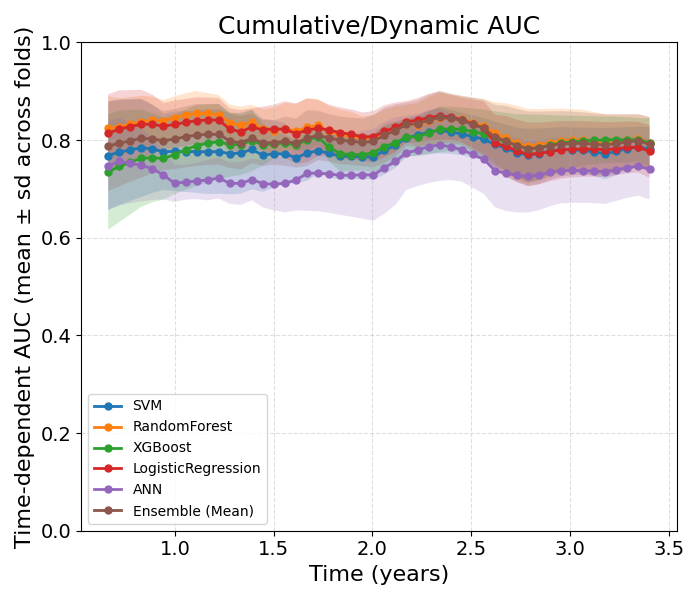 Cumulative/Dynamic AUC
Time-dependent AUC (mean ± sd across folds)
1.0
0.8
0.6
0.4
0.2
0.0
SVM
RandomForest
XGBoost
LogisticRegression
ANN
Ensemble (Mean)
1.0 1.5 2.0 2.5 3.0 3.5
Time (years)